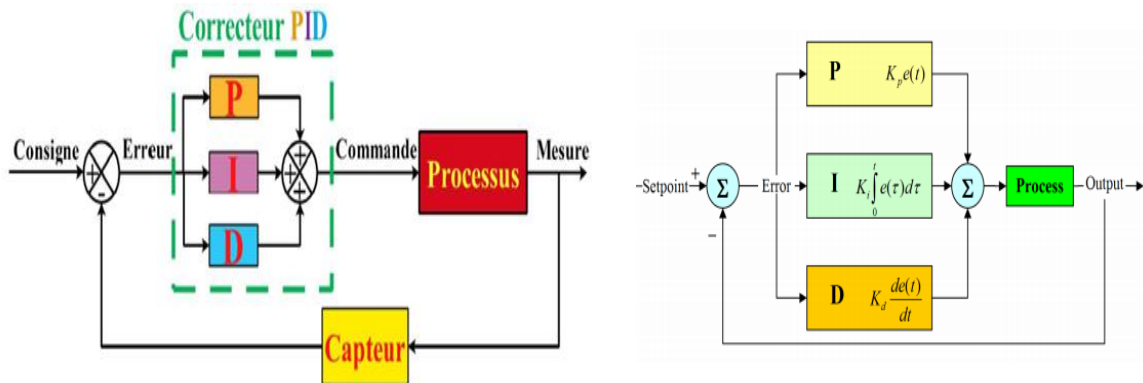 Correcteur PID
P
Consigne
+
-
Erreur
I
+
+
+
Commande
Processus
Mesure
D
Capteur
P K_p e(t)
–Setpoint
+
–
Σ
Error
I K_i ∫_0^t e(τ)dτ
Σ
Process
Output
D K_d de(t)/dt